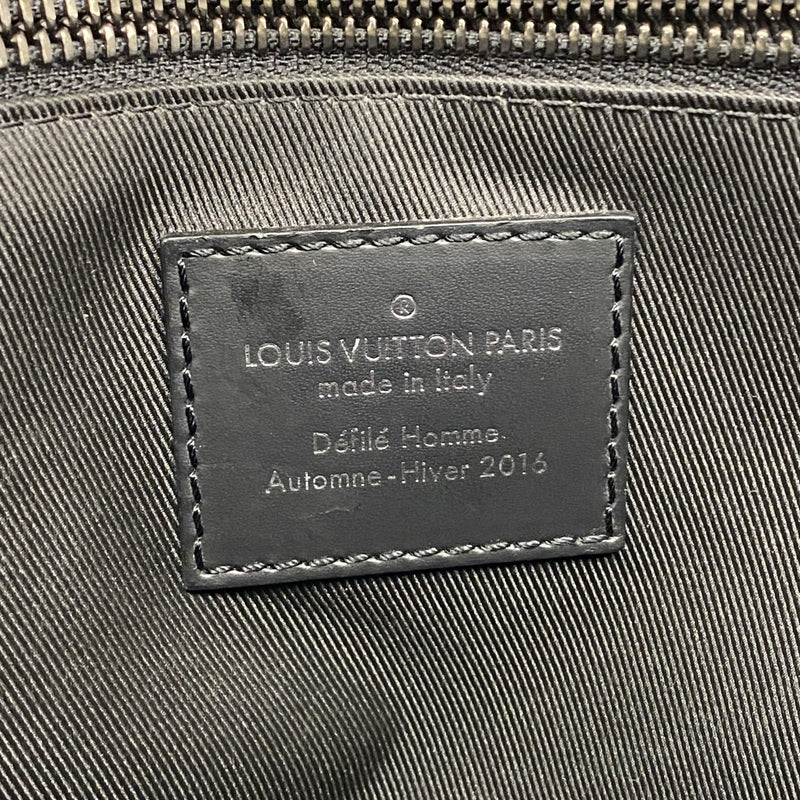 ®
LOUIS VUITTON PARIS
made in Italy
Défilé Homme
Automne-Hiver 2016